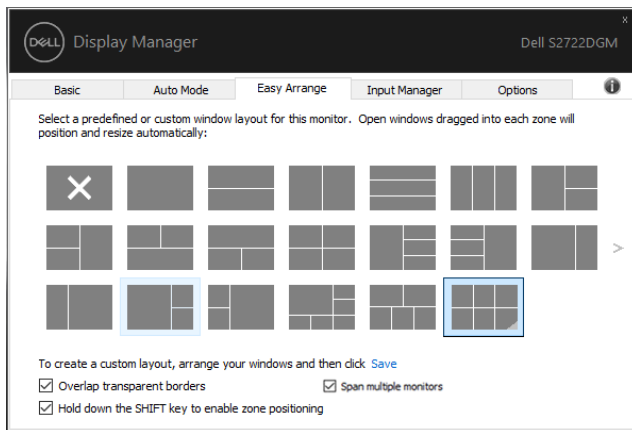 x
DELL Display Manager Dell S2722DGM
Basic Auto Mode Easy Arrange Input Manager Options i
Select a predefined or custom window layout for this monitor. Open windows dragged into each zone will
position and resize automatically:
To create a custom layout, arrange your windows and then click Save
Overlap transparent borders Span multiple monitors
Hold down the SHIFT key to enable zone positioning